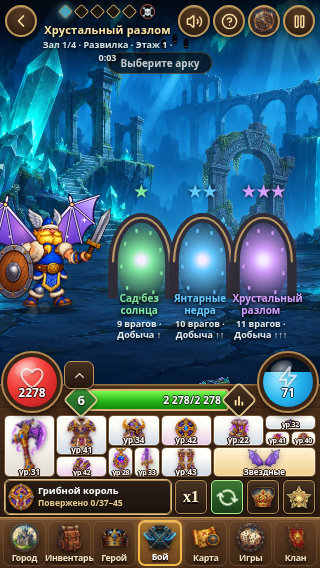 Хрустальный разлом
Зал 1/4 · Развилка · Этаж 1 ·
0:03
Выберите арку
Сад без солнца
9 врагов · Добыча ↑
Янтарные недра
10 врагов · Добыча ↑↑
Хрустальный разлом
11 врагов · Добыча ↑↑↑
2278
6
2 278/2 278
71
ур.31
ур.41
ур.34
ур.42
ур.22
ур.32
ур.41
ур.40
ур.42
ур.28
ур.33
ур.43
Звездные
Грибной король
Повержено 0/37–45
x1
Город
Инвентарь
Герой
Бой
Карта
Игры
Клан